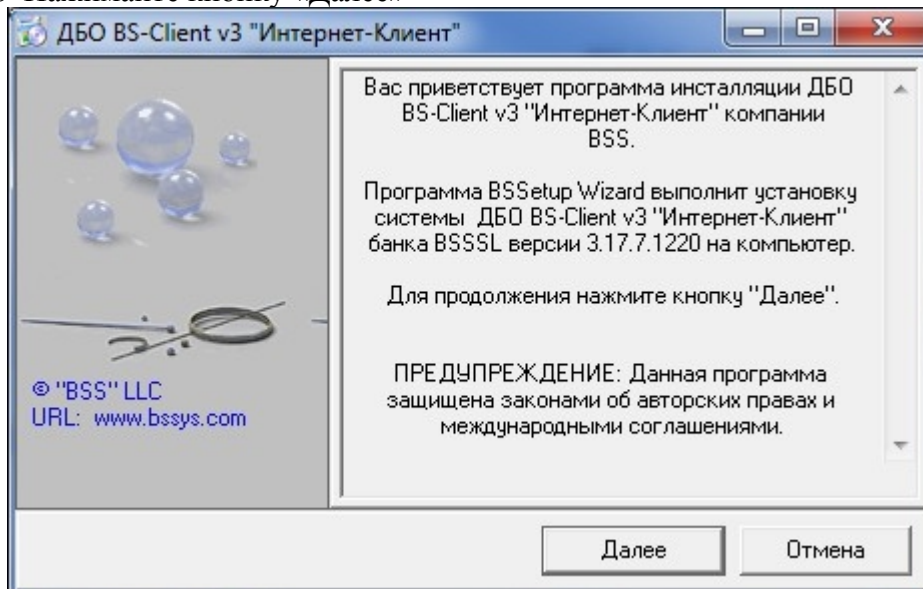 Нажимайте кнопку «Далее»
ДБО BS-Client v3 "Интернет-Клиент"
Вас приветствует программа инсталляции ДБО
BS-Client v3 "Интернет-Клиент" компании
BSS.
Программа BSSetup Wizard выполнит установку
системы ДБО BS-Client v3 "Интернет-Клиент"
банка BSSSL версии 3.17.7.1220 на компьютер.
Для продолжения нажмите кнопку "Далее".
ПРЕДУПРЕЖДЕНИЕ: Данная программа
защищена законами об авторских правах и
международными соглашениями.
© "BSS" LLC
URL: www.bssys.com
Далее
Отмена